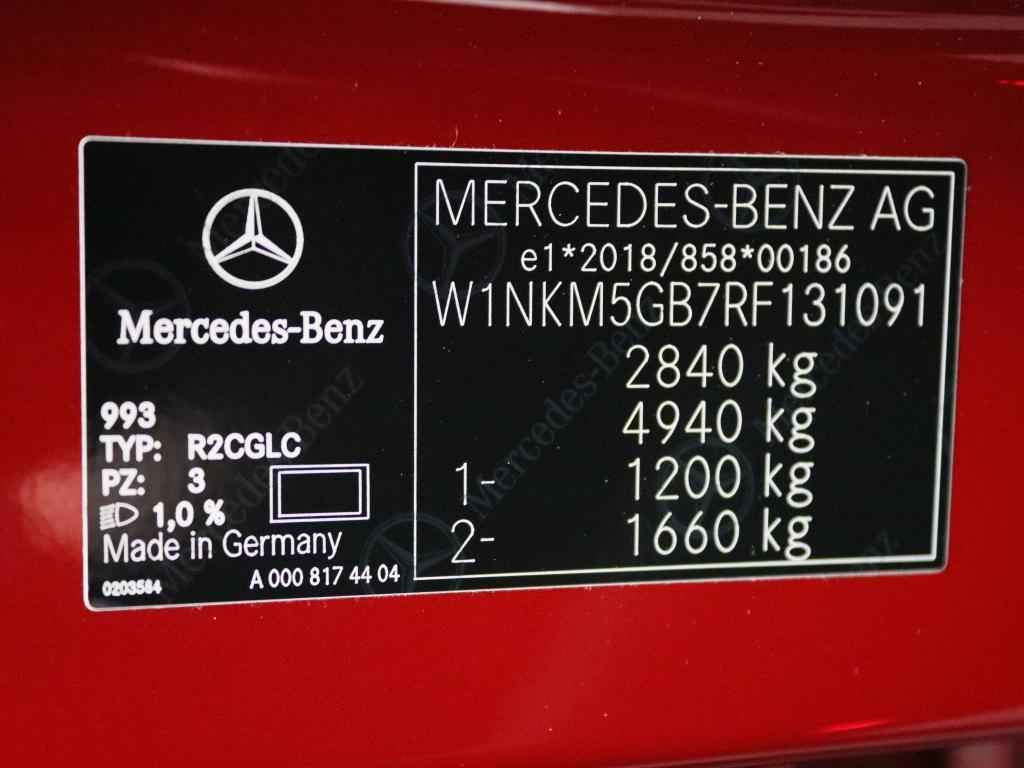 Mercedes-Benz
993
TYP: R2CGLC
PZ: 3
1,0 %
Made in Germany
0203584
A 000 817 44 04
MERCEDES-BENZ AG
e1*2018/858*00186
W1NKM5GB7RF131091
2840 kg
4940 kg
1- 1200 kg
2- 1660 kg